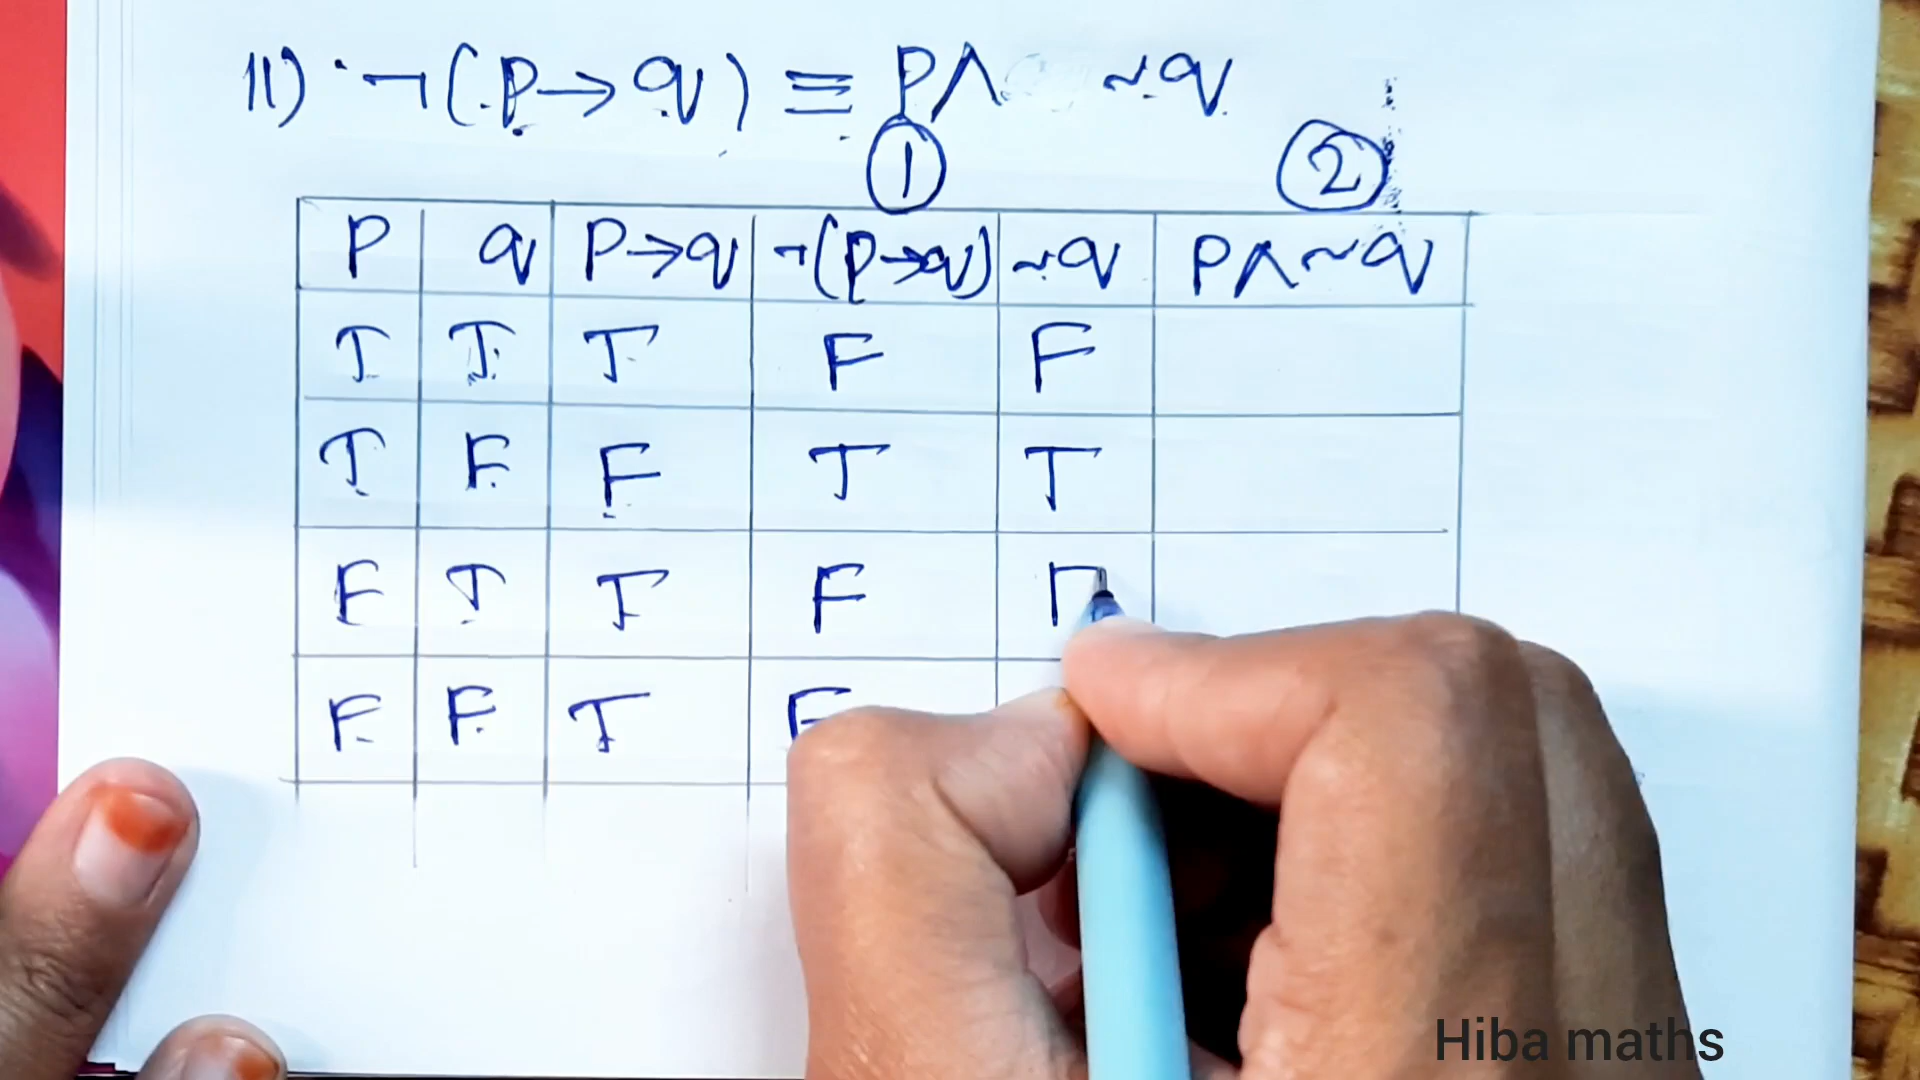 11) ¬(P→q) ≡ P∧ ~q
① ②
P q P→q ¬(P→q) ~q P∧~q
T T T F F
T F F T T
F T T F F
F F T F
Hiba maths